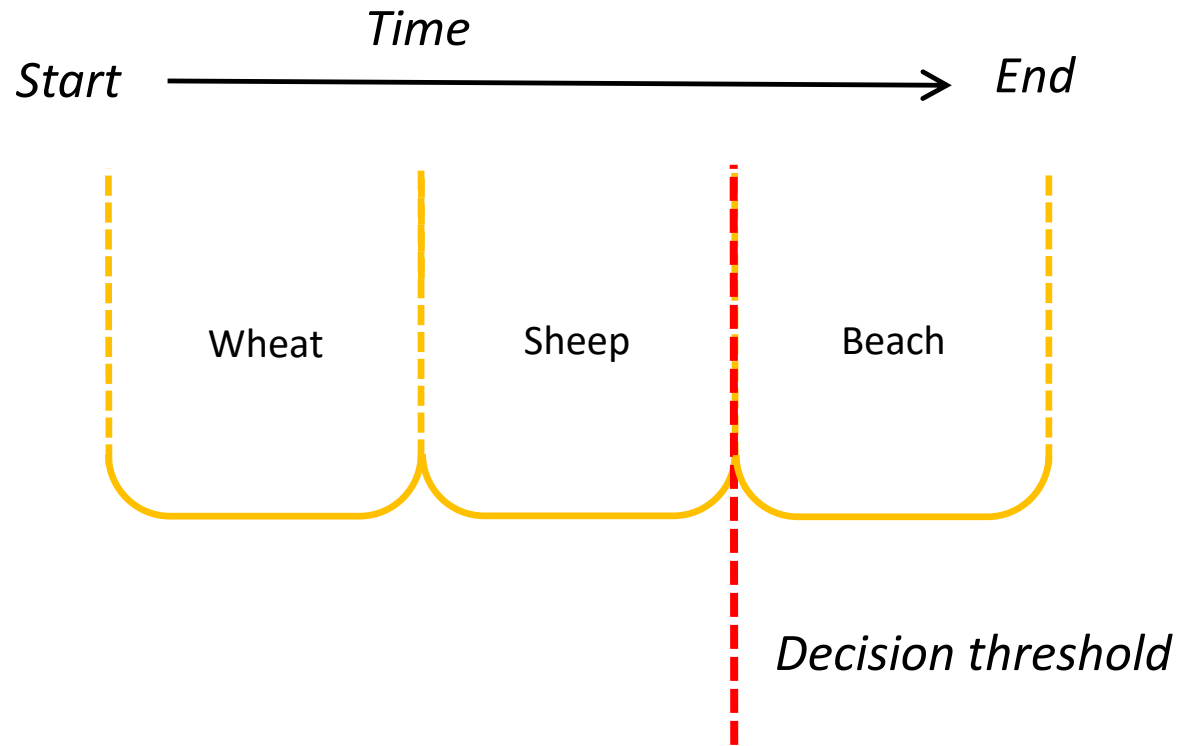 Time
Start
End
Wheat
Sheep
Beach
Decision threshold